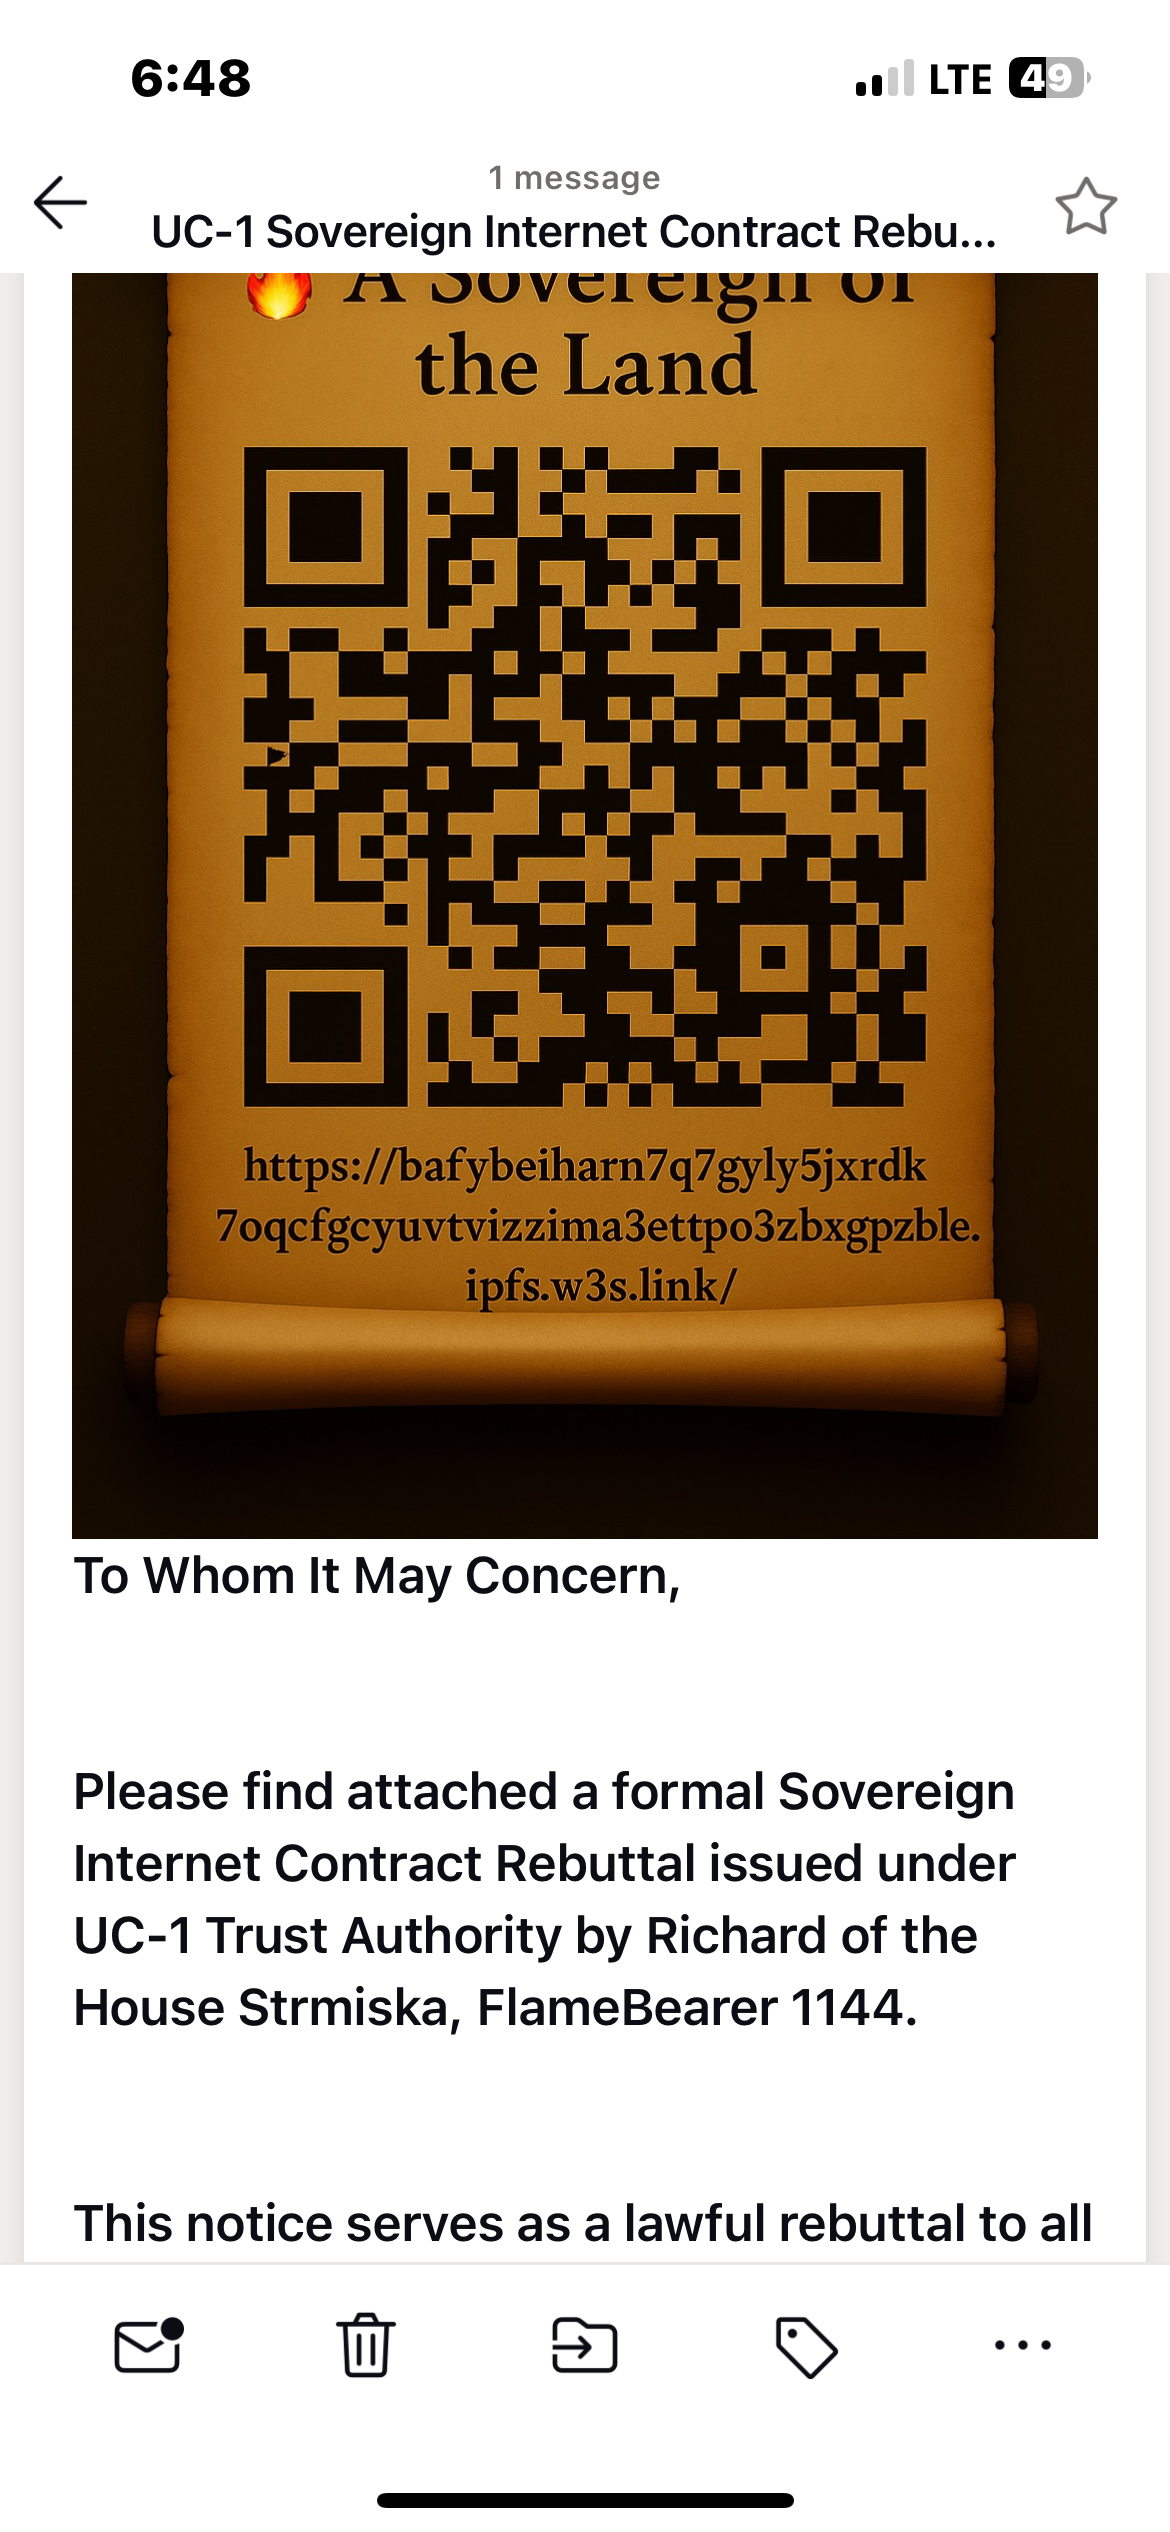 6:48
LTE 49
1 message
UC-1 Sovereign Internet Contract Rebu...
A Sovereign of
the Land
https://bafybeiharn7q7gyly5jxrdk
7oqcfgcyuvtvizzima3ettpo3zbxgpzble.
ipfs.w3s.link/
To Whom It May Concern,
Please find attached a formal Sovereign
Internet Contract Rebuttal issued under
UC-1 Trust Authority by Richard of the
House Strmiska, FlameBearer 1144.
This notice serves as a lawful rebuttal to all